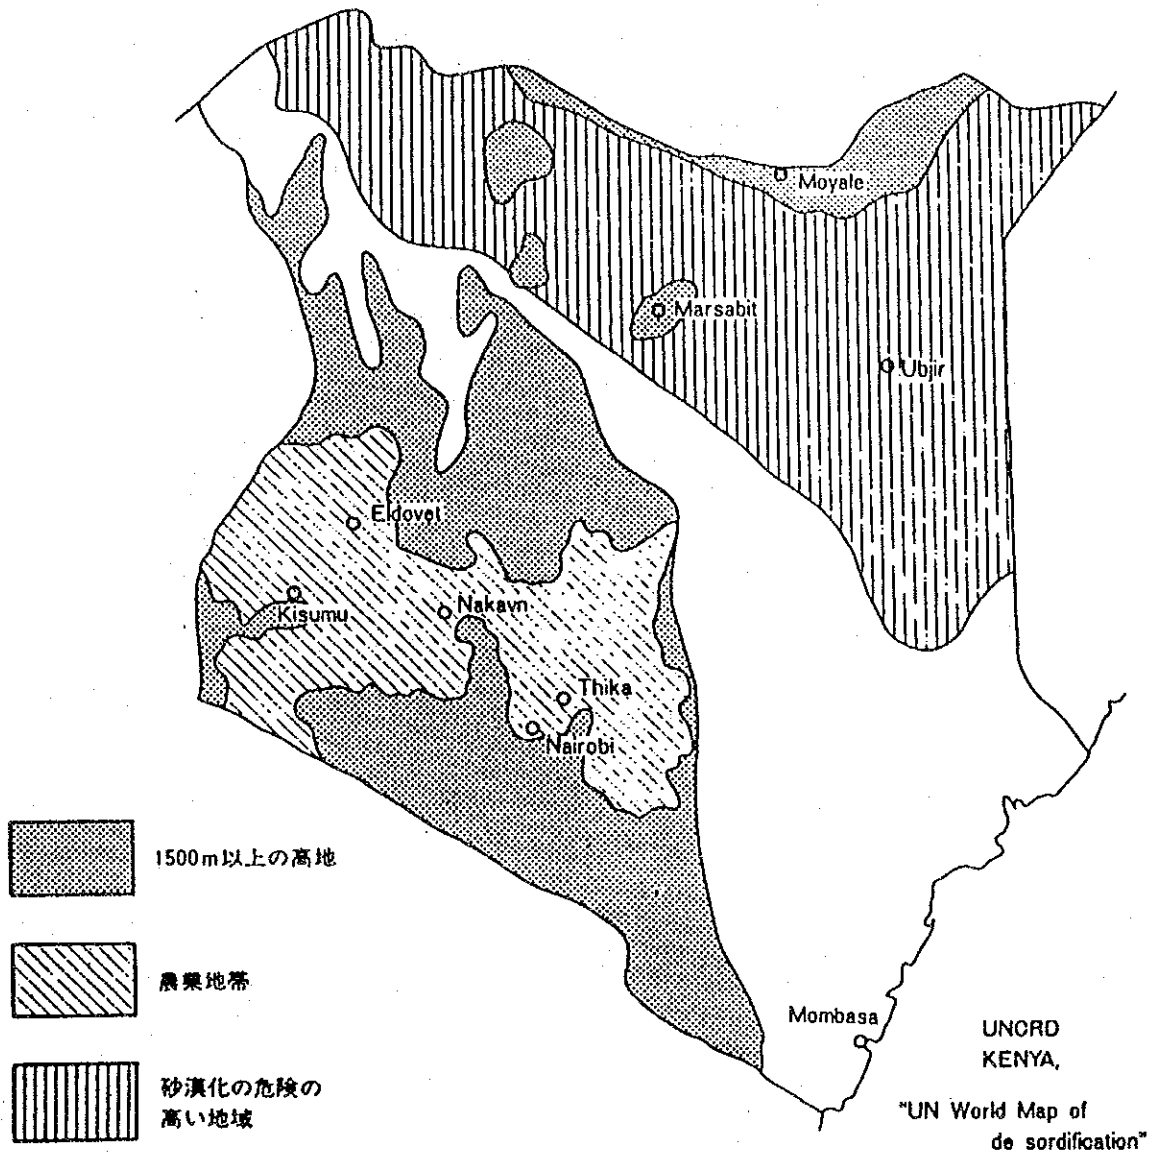 Moyale
Marsabit
Ubjir
Eldovet
Kisumu
Nakavn
Thika
Nairobi
1500m以上の高地
農業地帯
砂漠化の危険の
高い地域
Mombasa
UNCRD
KENYA,
"UN World Map of
de sordification"